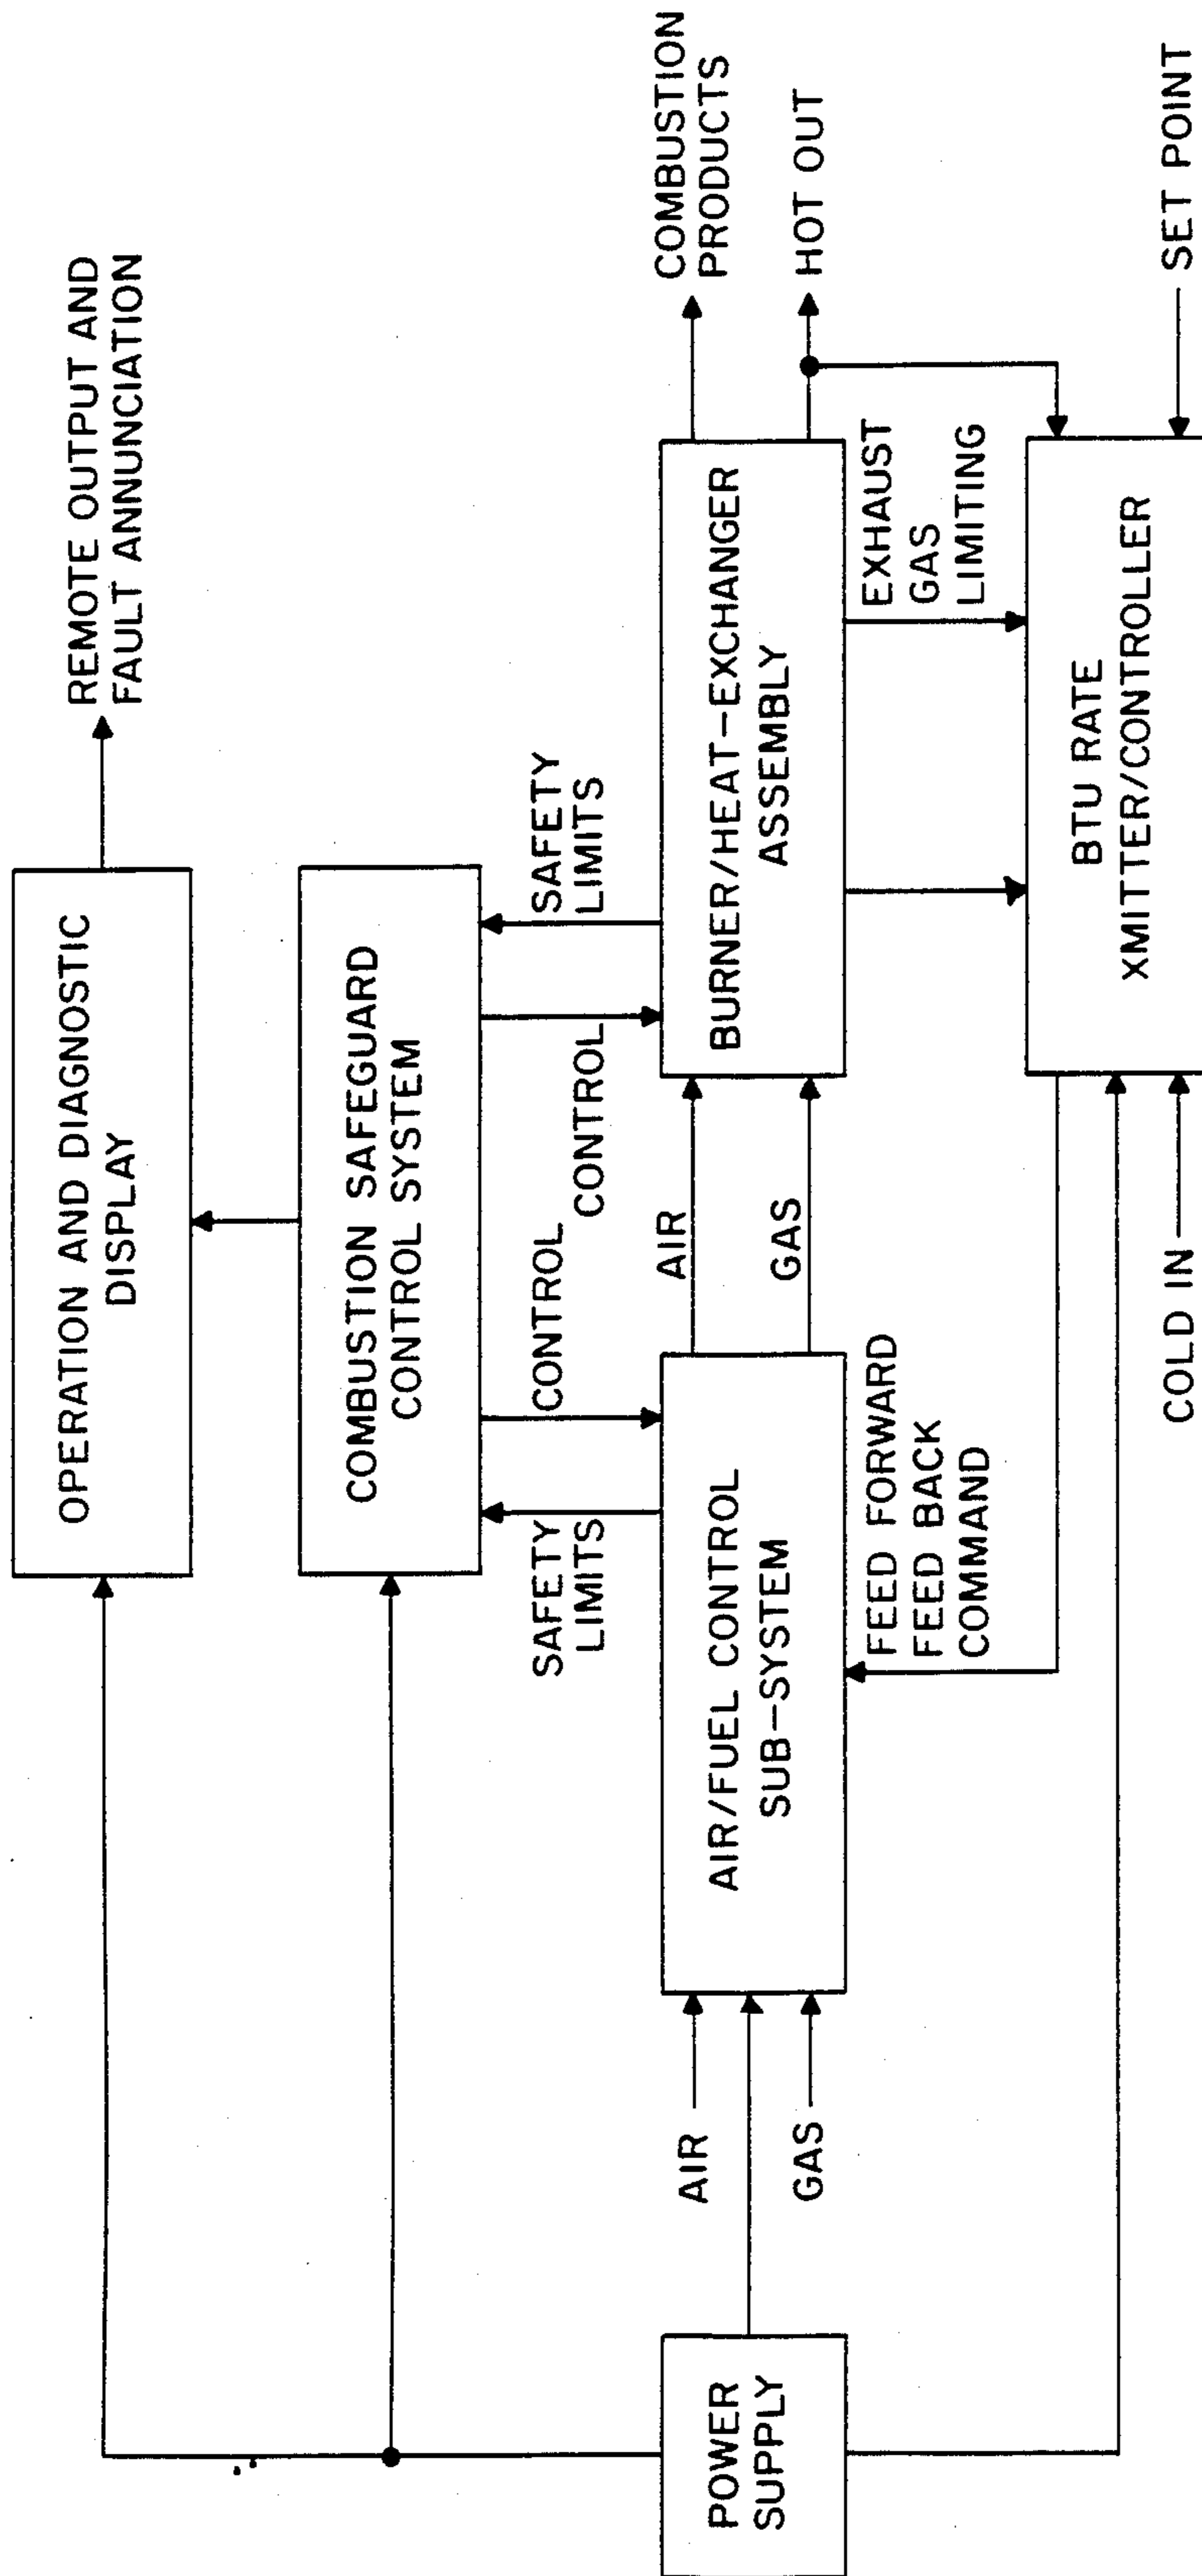 REMOTE OUTPUT AND
FAULT ANNUNCIATION
OPERATION AND DIAGNOSTIC
DISPLAY
COMBUSTION SAFEGUARD
CONTROL SYSTEM
SAFETY
LIMITS
CONTROL
CONTROL
SAFETY
LIMITS
POWER
SUPPLY
AIR
GAS
AIR/FUEL CONTROL
SUB-SYSTEM
AIR
GAS
BURNER/HEAT-EXCHANGER
ASSEMBLY
COMBUSTION
PRODUCTS
HOT OUT
FEED FORWARD
FEED BACK
COMMAND
EXHAUST
GAS
LIMITING
BTU RATE
XMITTER/CONTROLLER
COLD IN
SET POINT